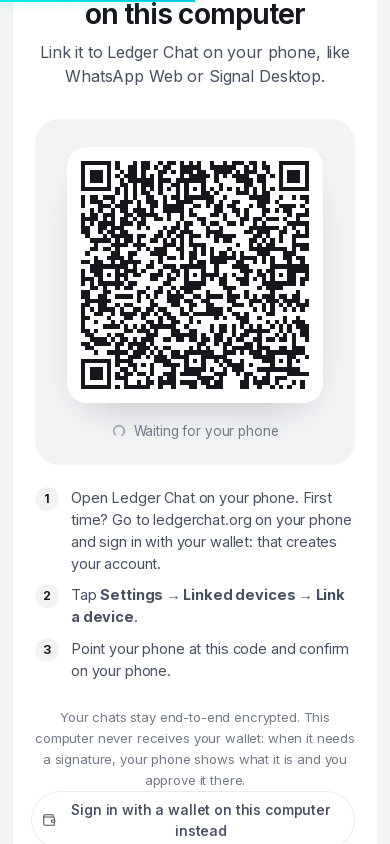 on this computer
Link it to Ledger Chat on your phone, like
WhatsApp Web or Signal Desktop.
Waiting for your phone
1 Open Ledger Chat on your phone. First
time? Go to ledgerchat.org on your phone
and sign in with your wallet: that creates
your account.
2 Tap Settings → Linked devices → Link
a device.
3 Point your phone at this code and confirm
on your phone.
Your chats stay end-to-end encrypted. This
computer never receives your wallet: when it needs
a signature, your phone shows what it is and you
approve it there.
Sign in with a wallet on this computer
instead